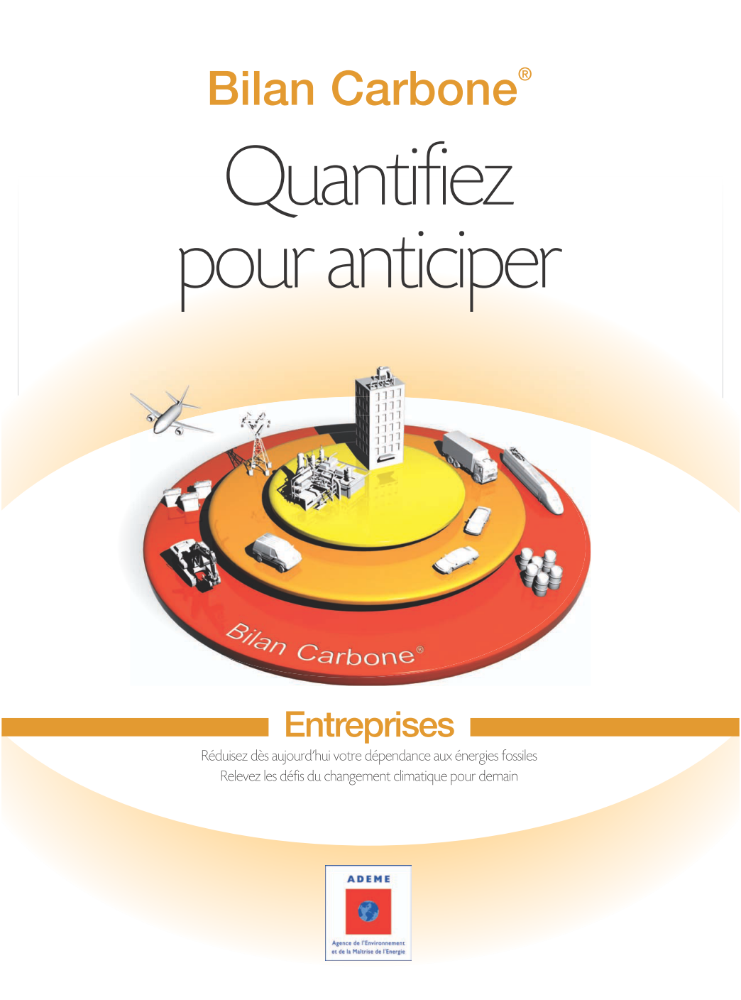 Bilan Carbone®
Quantifiez
pour anticiper
Bilan Carbone®
Entreprises
Réduisez dès aujourd'hui votre dépendance aux énergies fossiles
Relevez les défis du changement climatique pour demain
ADEME
Agence de l'Environnement
et de la Maîtrise de l'Energie